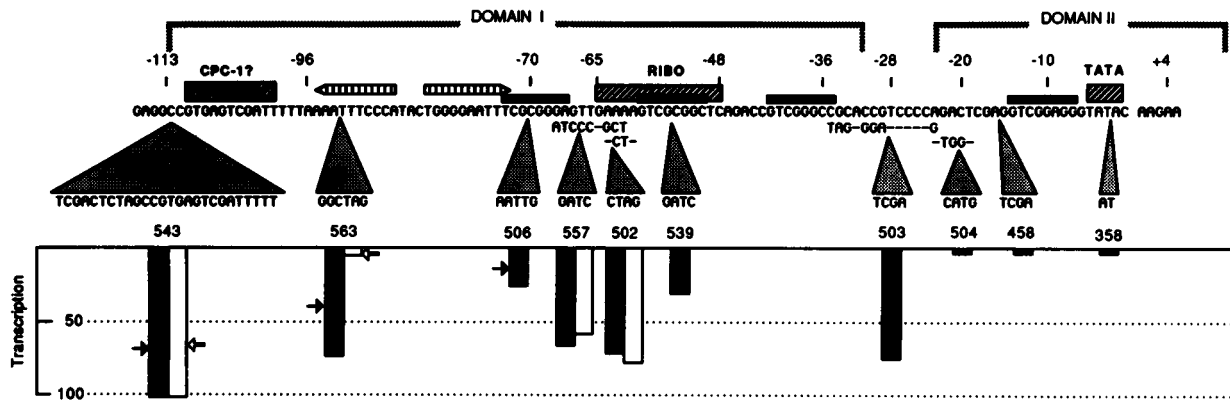 DOMAIN I DOMAIN II
-113 -96 -70 -65 -48 -36 -28 -20 -10 +4
CPC-1? RIBO TATA
GAGGCCGTGAGTCGATTTTTAAAATTTCCCATACTGGGGAATTTCGCGGGAGTTGAAAAGTCGCGGCTCAGACCGTCGGGCCGCACCGTCCCCAGACTCGAGGTCGGAGGGTATAC AAGAA
ATCCC-GCT TAG-GGA-----G
-CT- -TGG-
TCGACTCTAGCCGTGAGTCGATTTTT GGCTAG AATTG GATC CTAG GATC TCGA CATG TCGA AT
543 563 506 557 502 539 503 504 458 358
Transcription
50
100